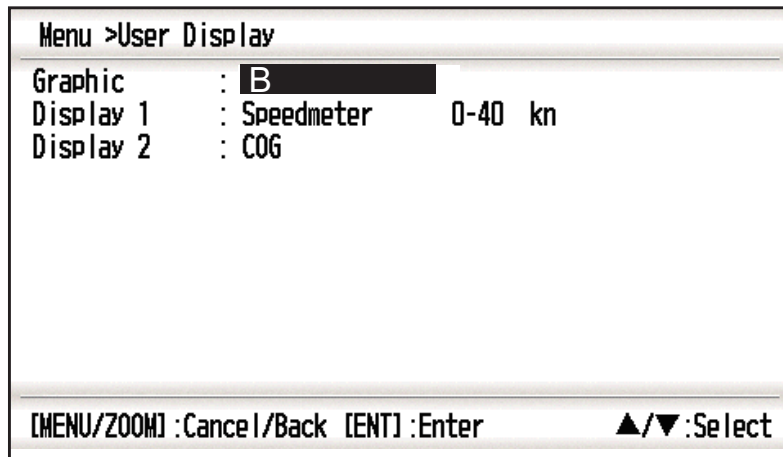 Menu >User Display
Graphic : B
Display 1 : Speedmeter 0-40 kn
Display 2 : COG
[MENU/ZOOM]:Cancel/Back [ENT]:Enter ▲/▼:Select